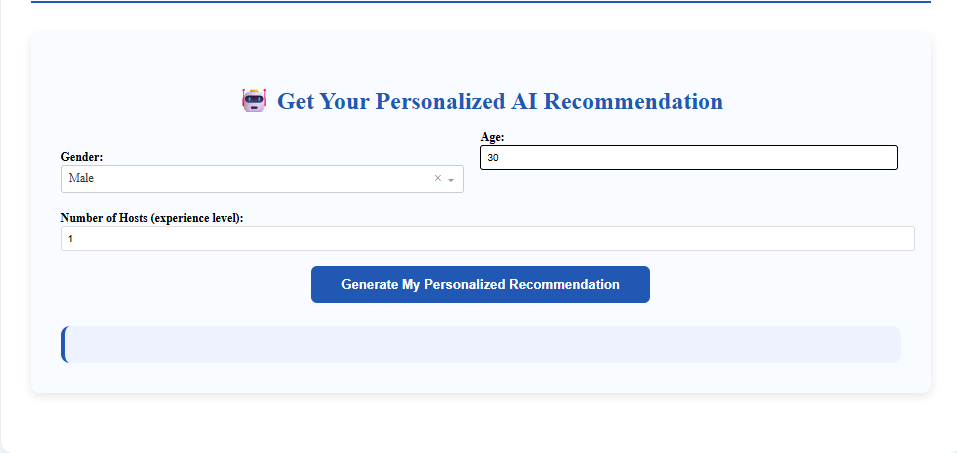 Get Your Personalized AI Recommendation
Gender:
Male
Age:
30
Number of Hosts (experience level):
1
Generate My Personalized Recommendation